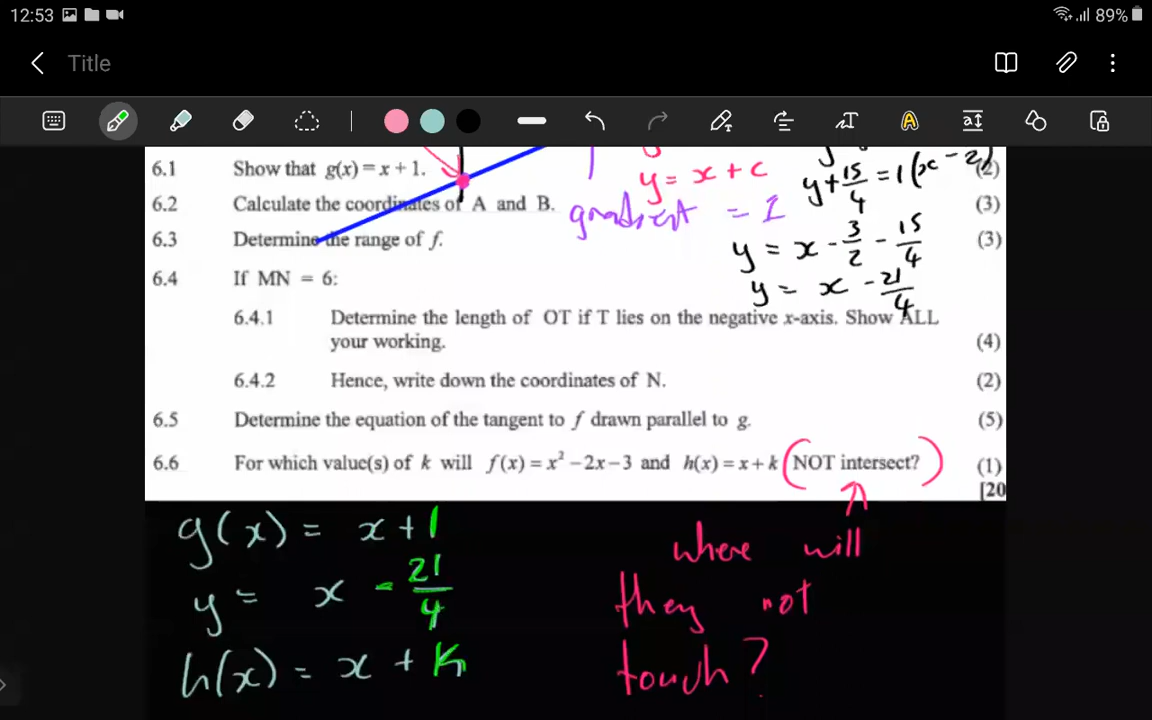 12:53 89%
Title
6.1 Show that g(x) = x + 1. (2)
y = x + c
y + 15/4 = 1(x - 2)
6.2 Calculate the coordinates of A and B. (3)
gradient = 1
6.3 Determine the range of f. (3)
y = x - 3/2 - 15/4
6.4 If MN = 6:
y = x - 21/4
6.4.1 Determine the length of OT if T lies on the negative x-axis. Show ALL
your working. (4)
6.4.2 Hence, write down the coordinates of N. (2)
6.5 Determine the equation of the tangent to f drawn parallel to g. (5)
6.6 For which value(s) of k will f(x) = x² - 2x - 3 and h(x) = x + k (NOT intersect?) (1)
[20
g(x) = x + 1
y = x - 21/4
h(x) = x + k
where will
they not
touch?